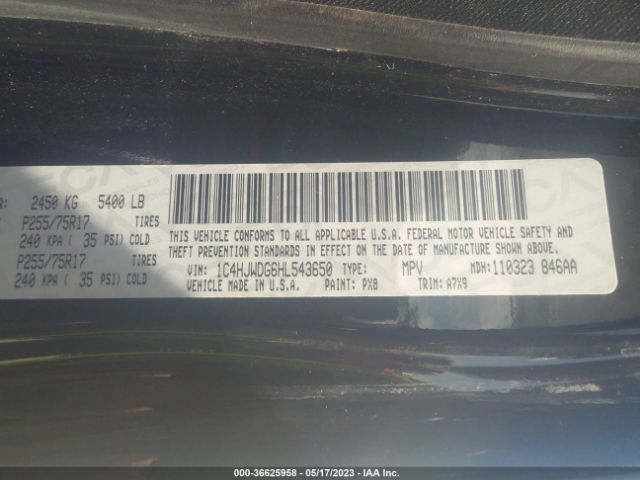 R: 2450 KG 5400 LB
P255/75R17 TIRES
240 KPA ( 35 PSI) COLD
P255/75R17 TIRES
240 KPA ( 35 PSI) COLD
THIS VEHICLE CONFORMS TO ALL APPLICABLE U.S.A. FEDERAL MOTOR VEHICLE SAFETY AND
THEFT PREVENTION STANDARDS IN EFFECT ON THE DATE OF MANUFACTURE SHOWN ABOVE.
VIN: 1C4HJWDG6HL543650 TYPE: MPV MDH: 110323 846AA
VEHICLE MADE IN U.S.A. PAINT: PX8 TRIM: A7X9
000-36625958 - 05/17/2023 - IAA Inc.